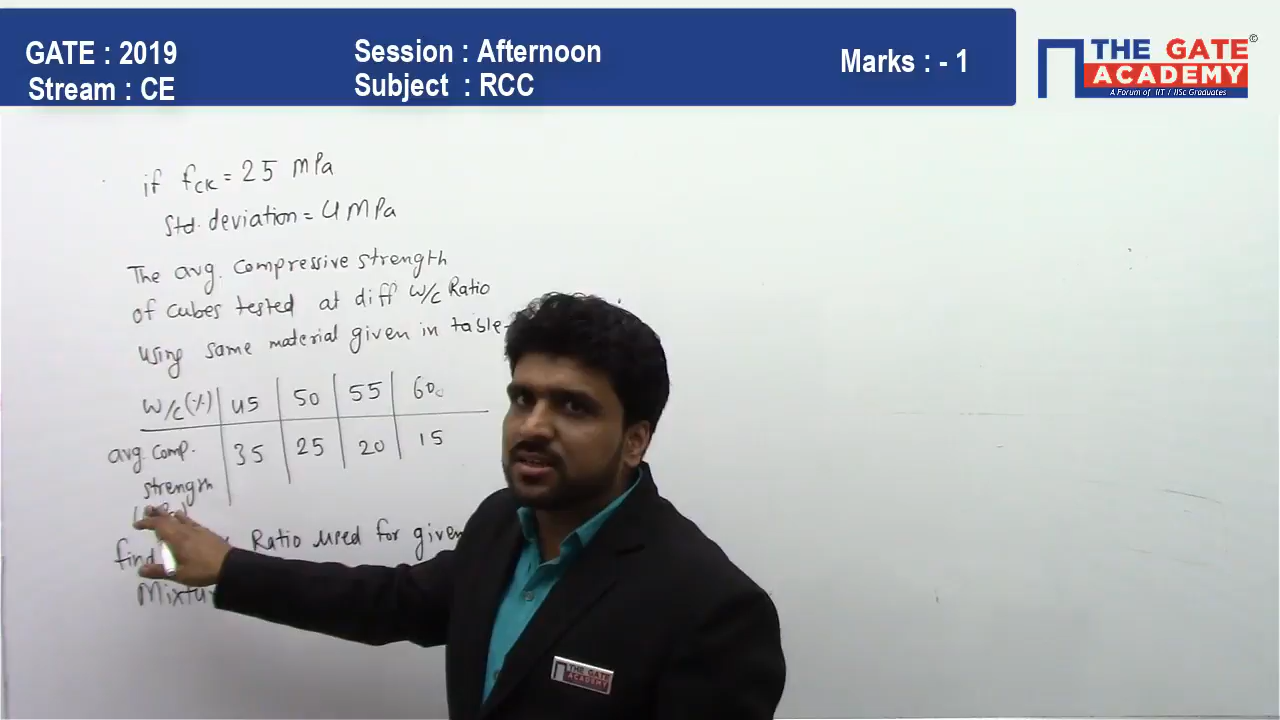 GATE : 2019
Stream : CE
Session : Afternoon
Subject : RCC
Marks : - 1
THE GATE ACADEMY
A Forum of IIT / IISc Graduates
©
if fck = 25 MPa
Std. deviation = 4 MPa
The avg. compressive strength
of cubes tested at diff w/c Ratio
using same material given in table-
w/c (%) 45 50 55 60
avg. comp. 35 25 20 15
strength
find Ratio used for given
THE GATE
ACADEMY